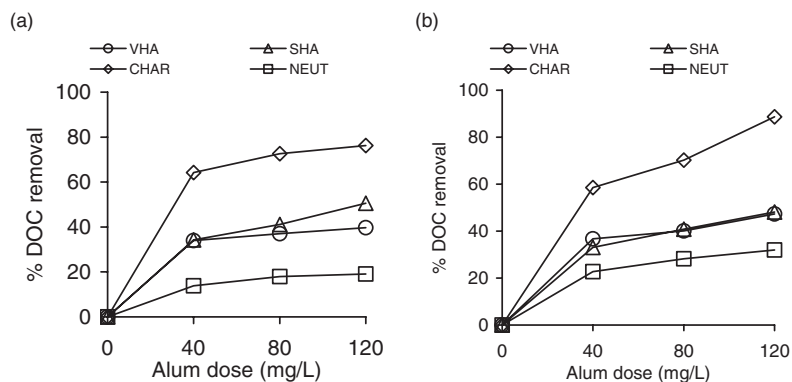 (a)
VHA SHA
CHAR NEUT
100
80
60
40
20
0
% DOC removal
0 40 80 120
Alum dose (mg/L)
(b)
VHA SHA
CHAR NEUT
100
80
60
40
20
0
% DOC removal
0 40 80 120
Alum dose (mg/L)